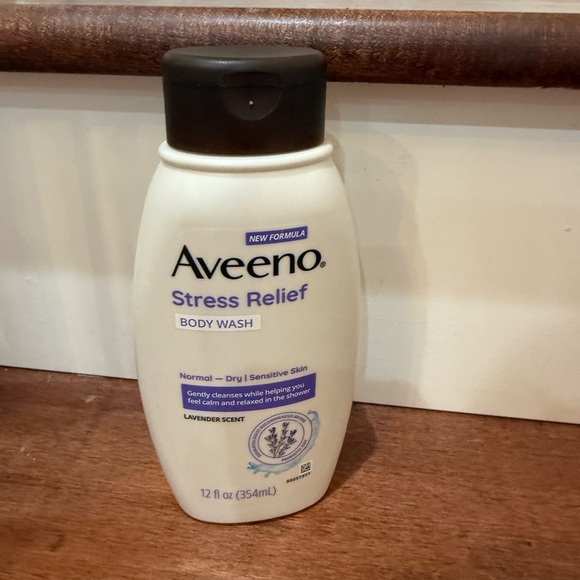 NEW FORMULA
Aveeno®
Stress Relief
BODY WASH
Normal — Dry | Sensitive Skin
Gently cleanses while helping you
feel calm and relaxed in the shower
LAVENDER SCENT
12 fl oz (354mL)